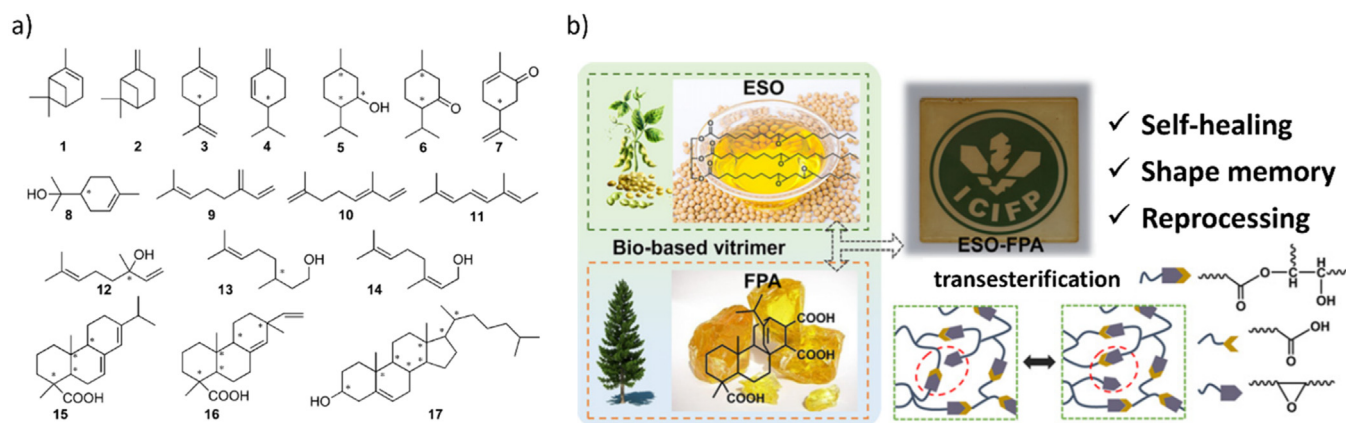 a)
1
2
3
4
OH
5
O
6
O
7
HO
8
9
10
11
OH
12
OH
13
OH
14
COOH
15
COOH
16
HO
17
b)
ESO
Bio-based vitrimer
FPA
COOH
COOH
COOH
ICIFP
ESO-FPA
✓ Self-healing
✓ Shape memory
✓ Reprocessing
transesterification
O
O
H
C
H
C
OH
O
OH
O